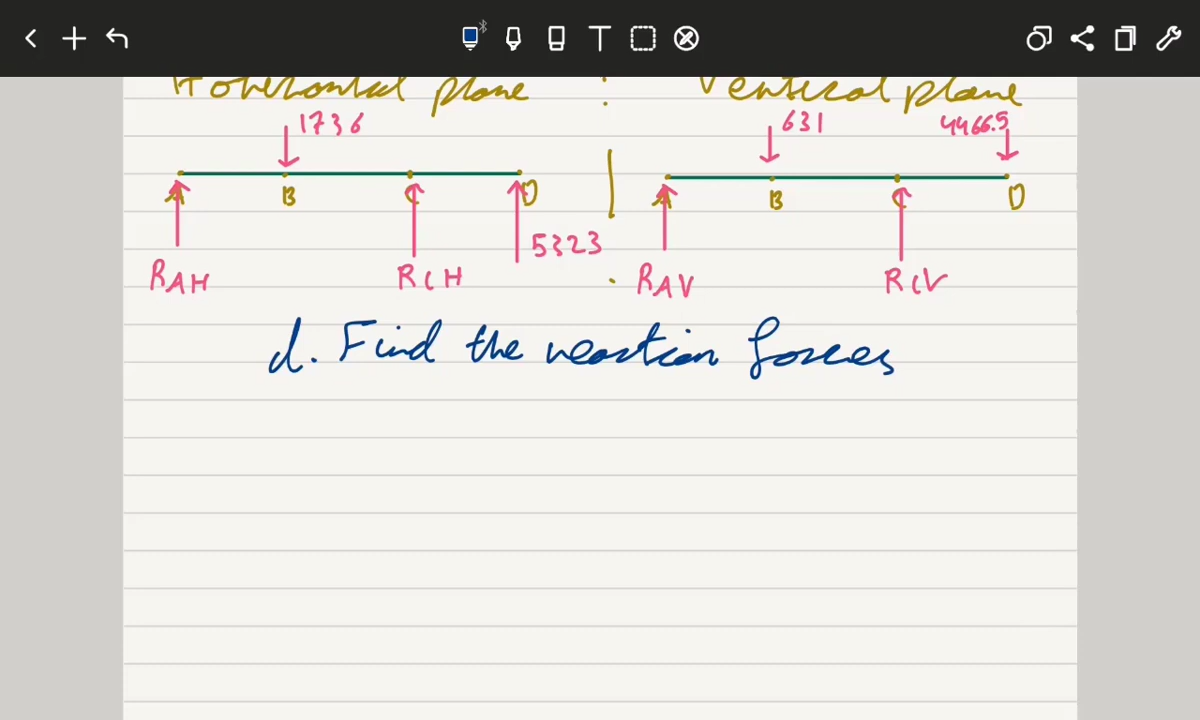 Horizontal plane : Vertical plane
1736 631 4466.5
A B C D A B C D
5323
RAH RCH RAV RCV
d. Find the reaction forces